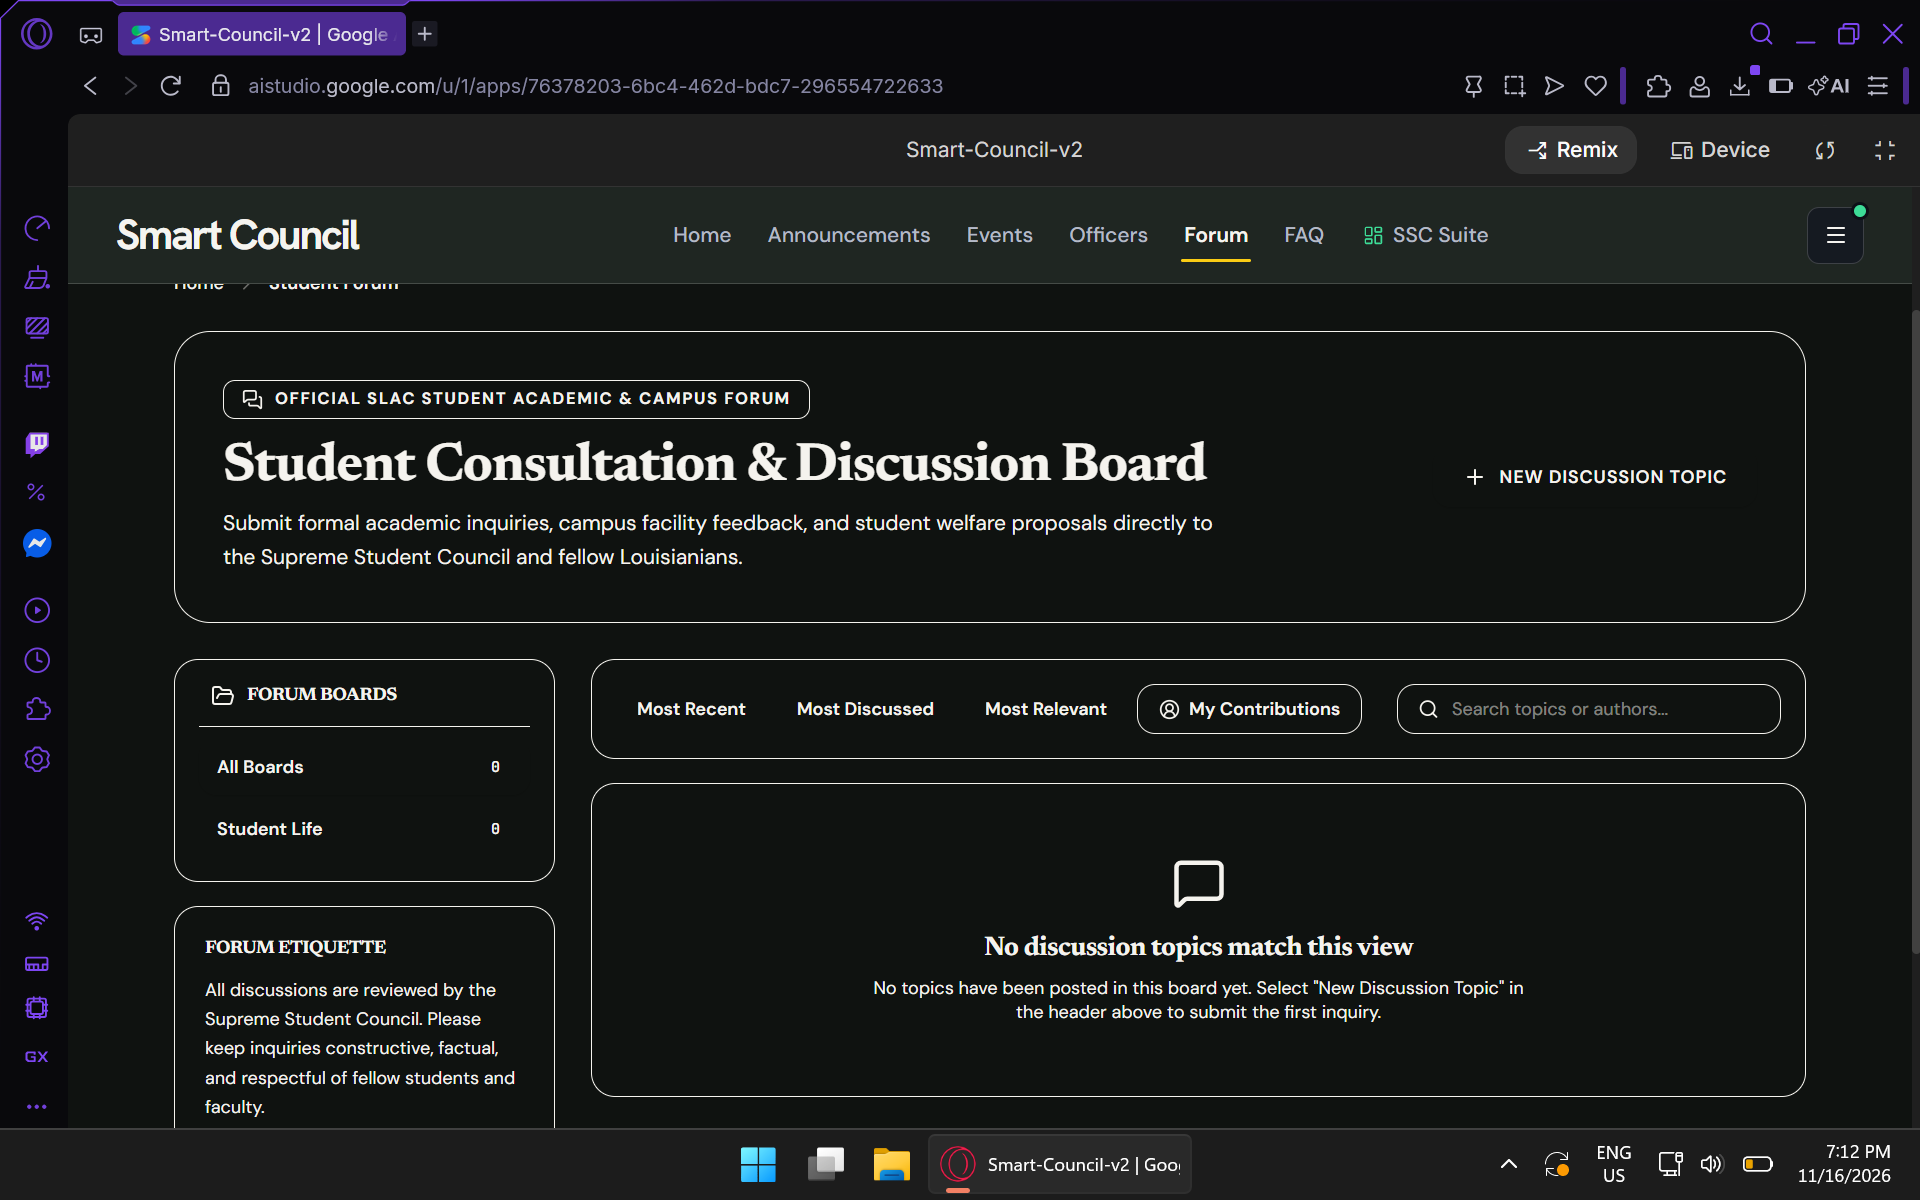 Smart-Council-v2 | Google
aistudio.google.com/u/1/apps/76378203-6bc4-462d-bdc7-296554722633
AI
Smart-Council-v2
Remix
Device
Smart Council
Home
Announcements
Events
Officers
Forum
FAQ
SSC Suite
Home
Student Forum
OFFICIAL SLAC STUDENT ACADEMIC & CAMPUS FORUM
Student Consultation & Discussion Board
Submit formal academic inquiries, campus facility feedback, and student welfare proposals directly to
the Supreme Student Council and fellow Louisianians.
NEW DISCUSSION TOPIC
FORUM BOARDS
All Boards 0
Student Life 0
FORUM ETIQUETTE
All discussions are reviewed by the
Supreme Student Council. Please
keep inquiries constructive, factual,
and respectful of fellow students and
faculty.
Most Recent
Most Discussed
Most Relevant
My Contributions
Search topics or authors...
No discussion topics match this view
No topics have been posted in this board yet. Select "New Discussion Topic" in
the header above to submit the first inquiry.
M
GX
Smart-Council-v2 | Goo
ENG
US
7:12 PM
11/16/2026